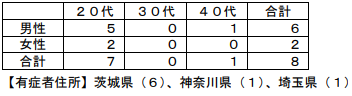 ２０代 ３０代 ４０代 合計
男性 5 0 1 6
女性 2 0 0 2
合計 7 0 1 8
【有症者住所】茨城県（６）、神奈川県（１）、埼玉県（１）